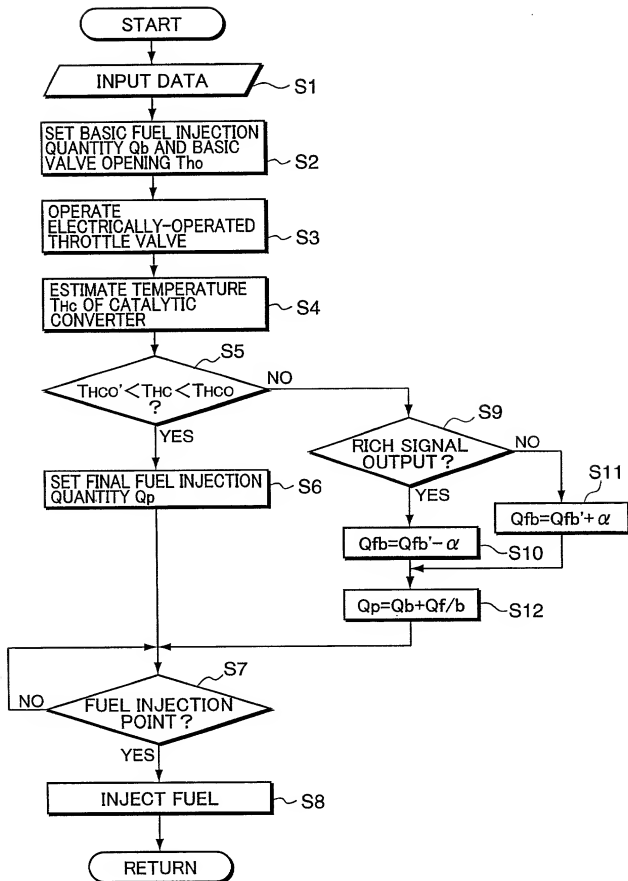 START
INPUT DATA
S1
SET BASIC FUEL INJECTION
QUANTITY Qb AND BASIC
VALVE OPENING Tho
S2
OPERATE
ELECTRICALLY-OPERATED
THROTTLE VALVE
S3
ESTIMATE TEMPERATURE
THC OF CATALYTIC
CONVERTER
S4
S5
THCO'<THC<THCO
?
NO
YES
S9
RICH SIGNAL
OUTPUT?
NO
YES
SET FINAL FUEL INJECTION
QUANTITY Qp
S6
S11
Qfb=Qfb'+α
Qfb=Qfb'−α
S10
Qp=Qb+Qf/b
S12
S7
FUEL INJECTION
POINT?
NO
YES
INJECT FUEL
S8
RETURN